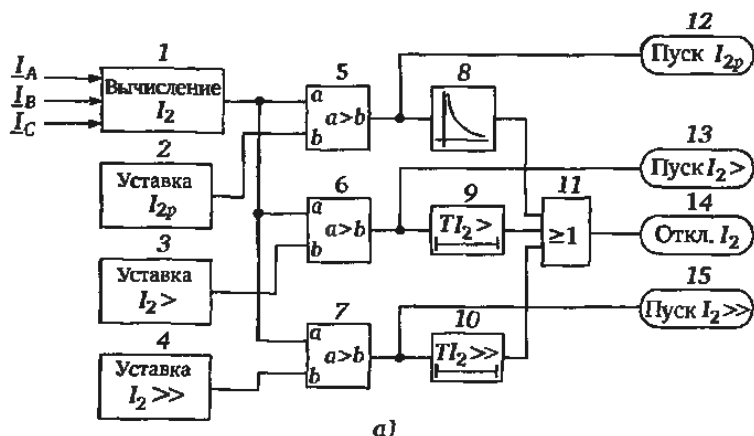 1
I_A
I_B
I_C
Вычисление
I₂
2
Уставка
I₂p
3
Уставка
I₂>
4
Уставка
I₂>>
5
a
b
a>b
6
a
b
a>b
7
a
b
a>b
8
9
TI₂>
10
TI₂>>
11
≥1
12
Пуск I₂p
13
Пуск I₂>
14
Откл. I₂
15
Пуск I₂>>
а)